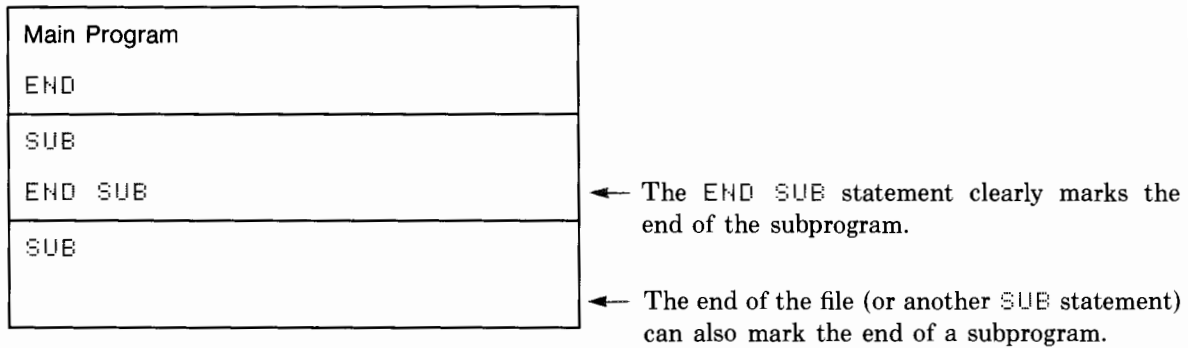 Main Program
END
SUB
END SUB
The END SUB statement clearly marks the
end of the subprogram.
SUB
The end of the file (or another SUB statement)
can also mark the end of a subprogram.